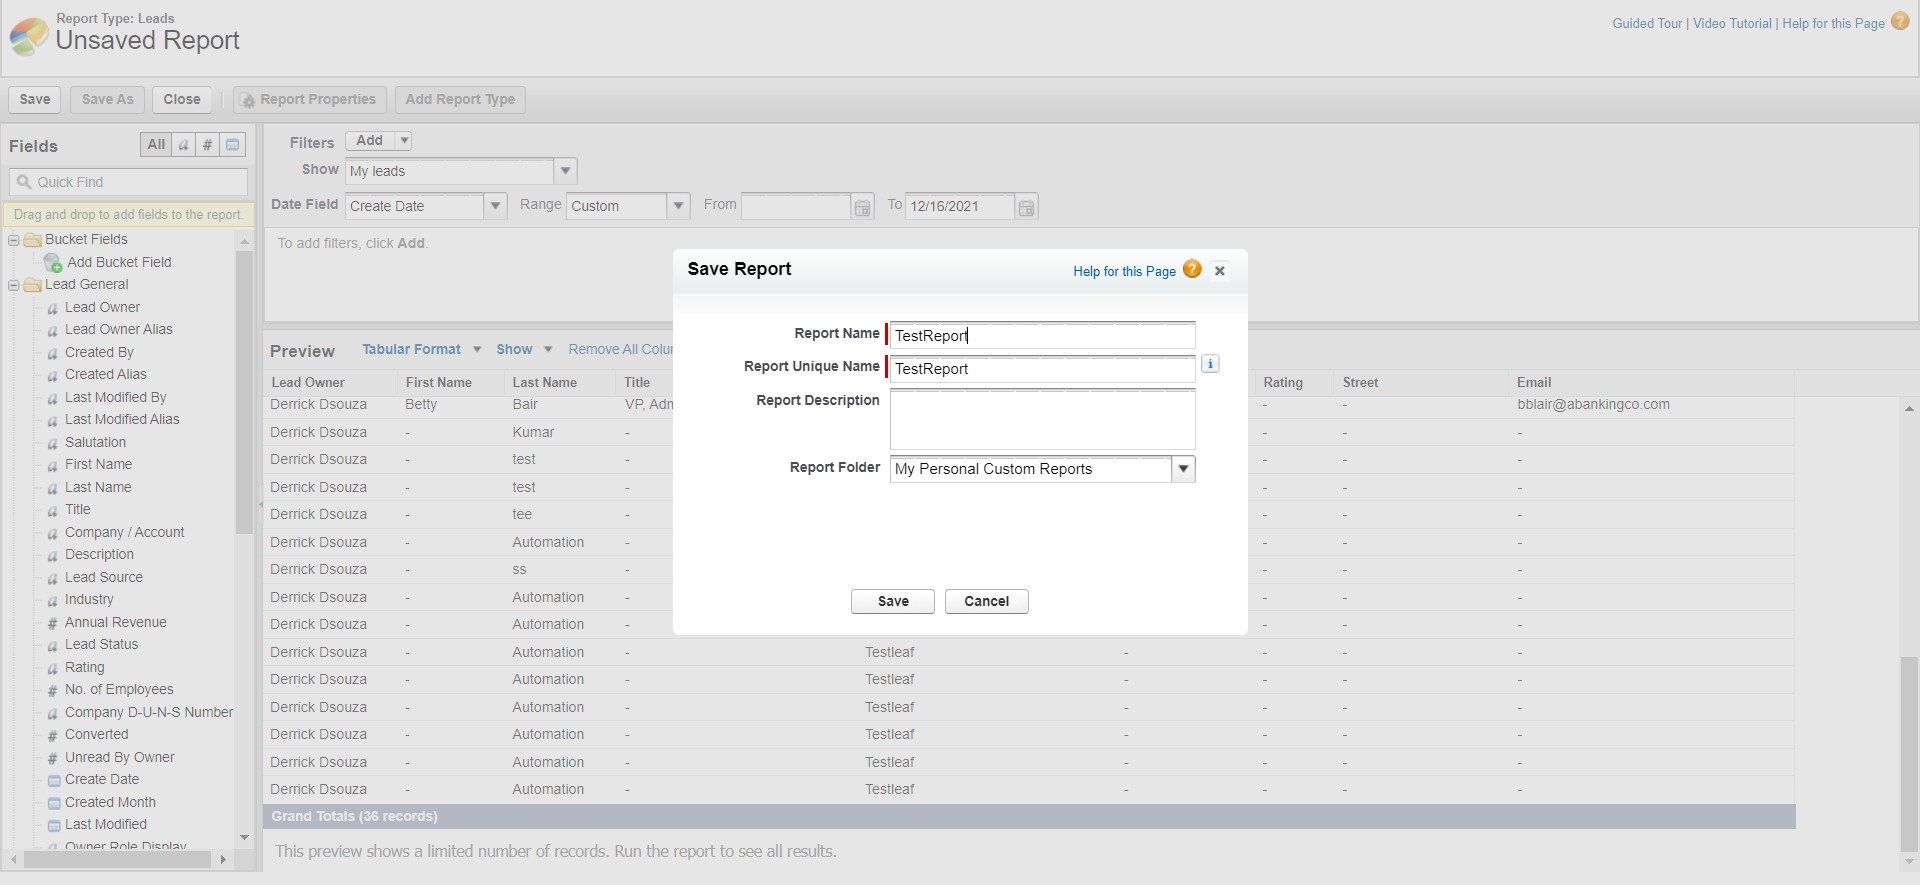 Report Type: Leads
Unsaved Report
Guided Tour | Video Tutorial | Help for this Page ?
Save Save As Close Report Properties Add Report Type
Fields All a #
Quick Find
Drag and drop to add fields to the report.
Bucket Fields
Add Bucket Field
Lead General
a Lead Owner
a Lead Owner Alias
a Created By
a Created Alias
a Last Modified By
a Last Modified Alias
a Salutation
a First Name
a Last Name
a Title
a Company / Account
a Description
a Lead Source
a Industry
# Annual Revenue
a Lead Status
a Rating
# No. of Employees
a Company D-U-N-S Number
# Converted
# Unread By Owner
Create Date
Created Month
Last Modified
Owner Role Display
Filters Add
Show My leads
Date Field Create Date Range Custom From To 12/16/2021
To add filters, click Add.
Preview Tabular Format Show Remove All Colu
Lead Owner First Name Last Name Title Rating Street Email
Derrick Dsouza Betty Bair VP, Adm - - bblair@abankingco.com
Derrick Dsouza - Kumar - - - -
Derrick Dsouza - test - - - -
Derrick Dsouza - test - - - -
Derrick Dsouza - tee - - - -
Derrick Dsouza - Automation - - - -
Derrick Dsouza - ss - - - -
Derrick Dsouza - Automation - - - -
Derrick Dsouza - Automation - - - -
Derrick Dsouza - Automation - Testleaf - - - -
Derrick Dsouza - Automation - Testleaf - - - -
Derrick Dsouza - Automation - Testleaf - - - -
Derrick Dsouza - Automation - Testleaf - - - -
Derrick Dsouza - Automation - Testleaf - - - -
Derrick Dsouza - Automation - Testleaf - - - -
Grand Totals (36 records)
This preview shows a limited number of records. Run the report to see all results.
Save Report Help for this Page ?
Report Name TestReport
Report Unique Name TestReport i
Report Description
Report Folder My Personal Custom Reports
Save Cancel